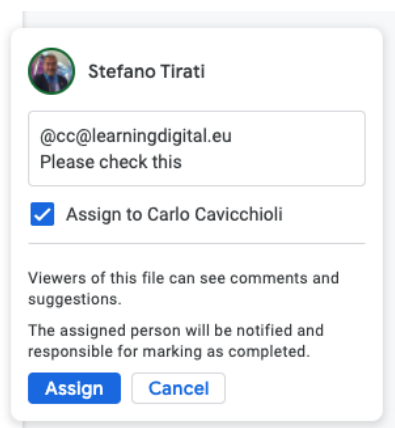 Stefano Tirati
@cc@learningdigital.eu
Please check this
Assign to Carlo Cavicchioli
Viewers of this file can see comments and
suggestions.
The assigned person will be notified and
responsible for marking as completed.
Assign
Cancel